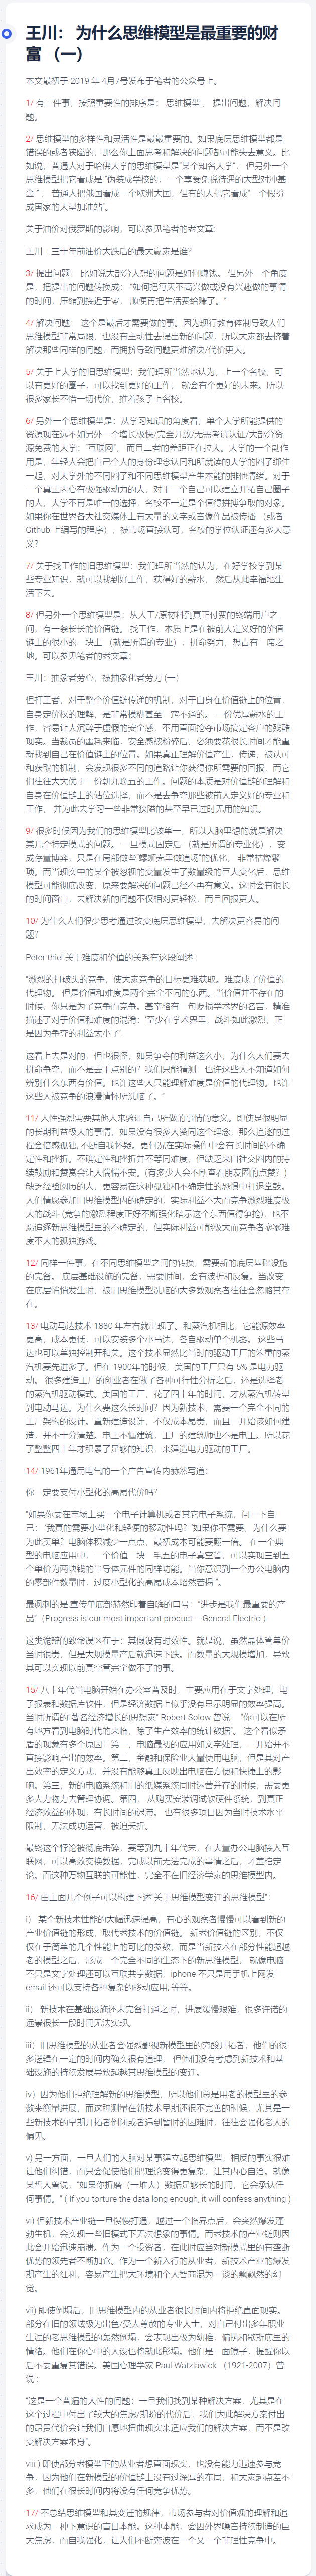 王川： 为什么思维模型是最重要的财
富 （一）
本文最初于 2019 年 4月7号发布于笔者的公众号上。
1/ 有三件事，按照重要性的排序是： 思维模型 ， 提出问题，解决问
题。
2/ 思维模型的多样性和灵活性是最最重要的。如果底层思维模型都是
错误的或者狭隘的，那么你上面思考和解决的问题都可能失去意义。比
如说，普通人对于哈佛大学的思维模型是“某个知名大学”， 但另外一个
思维模型把它看成是 “伪装成学校的，一个享受免税待遇的大型对冲基
金 “ ； 普通人把俄国看成一个欧洲大国，但有的人把它看成“一个假扮
成国家的大型加油站”。
关于油价对俄罗斯的影响，可以参见笔者的老文章:
王川：三十年前油价大跌后的最大赢家是谁？
3/ 提出问题： 比如说大部分人想的问题是如何赚钱。 但另外一个角
度，把提出的问题转换成： “如何把每天不高兴做或没有兴趣做的事情
的时间，压缩到接近于零， 顺便再把生活费给赚了。”
4/ 解决问题： 这个是最后才需要做的事。因为现行教育体制导致人们
思维模型非常局限，也没有主动性去提出新的问题，所以大家都去挤着
解决那些同样的问题，而拥挤导致问题更难解决/代价更大。
5/ 关于上大学的旧思维模型：我们理所当然地认为，上一个名校，可
以有更好的圈子，可以找到更好的工作， 就会有个更好的未来。所以
很多家长不惜一切代价，推着孩子上名校。
6/ 另外一个思维模型是：从学习知识的角度看，单个大学所能提供的
资源现在远不如另外一个增长极快/完全开放/无需考试认证/大部分资
源免费的大学：“互联网”， 而且二者的差距正在拉大。大学的一个副作
用是，年轻人会把自己个人的身份理念认同和所就读的大学的圈子绑住
一起，对大学外的不同圈子和不同思维模型产生本能的排他情绪。对于
一个真正内心有极强驱动力的人，对于一个自己可以建立开拓自己圈子
的人，大学不再是唯一的选择，名校不一定是个值得拼搏争取的对象。
如果你在世界各大社交媒体上有大量的文字或音像作品被传播 （或者
Github 上编写的程序），被市场直接认可，名校的学位认证还有多大意
义？
7/ 关于找工作的旧思维模型：我们理所当然的认为，在好学校学到某
些专业知识，就可以找到好工作，获得好的薪水， 然后从此幸福地生
活下去。
8/ 但另外一个思维模型是：从人工/原材料到真正付费的终端用户之
间，有一条长长的价值链。 找工作，本质上是在被前人定义好的价值
链上的很小的一块上 （就是所谓的专业），拼命努力，想占有一席之
地。可以参见笔者的老文章：
王川：抽象者劳心，被抽象化者劳力 (一)
但打工者，对于整个价值链传递的机制，对于自身在价值链上的位置，
自身定价权的理解，是非常模糊甚至一窍不通的。 一份优厚薪水的工
作，容易让人沉醉于虚假的安全感，不用直面抢夺市场搞定客户的残酷
现实。当裁员的噩耗来临，安全感被粉碎后，必须要花很长时间才能重
新找到自己在价值链上的位置。如果真正理解价值产生，传递，被认可
和获取的机制，会发现很多不同的道路让你获得你所需要的回报，而它
们往往大大优于一份朝九晚五的工作。问题的本质是对价值链的理解和
自身在价值链上的站位选择，而不是去争夺那些被前人定义好的专业和
工作， 并为此去学习一些非常狭隘的甚至早已过时无用的知识。
9/ 很多时候因为我们的思维模型比较单一，所以大脑里想的就是解决
某几个特定模式的问题。 一旦模式固定后 （就是所谓的专业化），变
成存量博弈，只是在局部做些“螺蛳壳里做道场”的优化， 非常枯燥繁
琐。而当现实中的某个被忽视的变量发生了数量级的巨大变化后，思维
模型可能彻底改变，原来要解决的问题已经不再有意义。这时会有很长
的时间窗口，去解决新的问题不仅相对更轻松，而且回报更大。
10/ 为什么人们很少思考通过改变底层思维模型，去解决更容易的问
题？
Peter thiel 关于难度和价值的关系有这段阐述：
“激烈的打破头的竞争，使大家竞争的目标更难获取。难度成了价值的
代理物。 但是价值和难度是两个完全不同的东西。当价值并不存在的
时候，你只是为了竞争而竞争。基辛格有一句贬损学术界的名言，精准
描述了对于价值和难度的混淆：‘至少在学术界里，战斗如此激烈，正
是因为争夺的利益太小了’.
这看上去是对的，但也很怪，如果争夺的利益这么小，为什么人们要去
拼命争夺，而不是去干点别的？ 我们只能猜测：也许这些人不知道如何
辨别什么东西有价值。也许这些人只能理解难度是价值的代理物。也许
这些人被竞争的浪漫情怀所洗脑了。”
11/ 人性强烈需要其他人来验证自己所做的事情的意义。即使是很明显
的长期利益极大的事情，如果没有很多人赞同这个理念，那么追逐的过
程会倍感孤独, 不断自我怀疑。更何况在实际操作中会有长时间的不确
定性和挫折。不确定性和挫折并不等同难度，但缺乏来自社交圈内的持
续鼓励和赞赏会让人惴惴不安。(有多少人会不断查看朋友圈的点赞？)
缺乏经验阅历的人，更容易在这种孤独和不确定性的恐惧中打退堂鼓。
人们情愿参加旧思维模型内的确定的，实际利益不大而竞争激烈难度极
大的战斗 (竞争的激烈程度正好不断强化暗示这个东西值得争抢)，也不
愿追逐新思维模型里的不确定的，但实际利益可能极大而竞争者寥寥难
度不大的孤独游戏。
12/ 同样一件事，在不同思维模型之间的转换，需要新的底层基础设施
的完备。 底层基础设施的完备，需要时间，会有波折和反复。当改变
在底层悄悄发生时，被旧思维模型洗脑的大多数观察者往往会忽略其存
在。
13/ 电动马达技术 1880 年左右就出现了。和蒸汽机相比，它能源效率
更高，成本更低，可以安装多个小马达，各自驱动单个机器。 这些马
达也可以单独控制开和关。这个技术显然比当时的驱动工厂的笨重的蒸
汽机要先进多了。但在 1900年的时候，美国的工厂只有 5% 是电力驱
动。 很多建造工厂的创业者在做了各种可行性分析之后，还是选择老
的蒸汽机驱动模式。美国的工厂，花了四十年的时间，才从蒸汽机转型
到电动马达。为什么要这么长时间？因为新技术，需要一个完全不同的
工厂架构的设计。重新建造设计，不仅成本昂贵，而且一开始该如何建
造，并不十分清楚。电工不懂建筑，工厂的建筑师也不是电工。所以花
了整整四十年才积累了足够的知识，来建造电力驱动的工厂。
14/ 1961年通用电气的一个广告宣传内赫然写道：
你一定要支付小型化的高昂代价吗？
“如果你要在市场上买一个电子计算机或者其它电子系统，问一下自
己： ‘我真的需要小型化和轻便的移动性吗？’如果你不需要，为什么要
为此买单？电脑体积减少一点点，最初成本可能要翻一倍。 在一个典
型的电脑应用中，一个价值一块一毛五的电子真空管，可以实现三到五
个单价为两块钱的半导体元件的同样功能。当你意识到一个办公电脑内
的零部件数量时，过度小型化的高昂成本昭然若揭 ”。
最讽刺的是,宣传单底部赫然印着自嗨的口号：“进步是我们最重要的产
品”（Progress is our most important product – General Electric ）
这类诡辩的致命误区在于：其假设有时效性。就是说，虽然晶体管单价
当时很贵，但是大规模量产后就迅速下跌。而数量的大规模增加，导致
其可以实现以前真空管完全做不了的事。
15/ 八十年代当电脑开始在办公室普及时，主要应用在于文字处理，电
子报表和数据库软件，但是经济数据上似乎没有显示明显的效率提高。
当时所谓的“著名经济增长的思想家” Robert Solow 曾说： “你可以在所
有地方看到电脑时代的来临，除了生产效率的统计数据”。 这个看似矛
盾的现象有多个原因：第一，电脑最初的应用如文字处理，一开始并不
直接影响产出的效率。第二，金融和保险业大量使用电脑，但是其对产
出效率的定义方式，并没有能够真正反映出电脑在方便和快捷上的影
响。第三，新的电脑系统和旧的纸媒系统同时运营并存的时候，需要更
多人力物力去管理协调。第四， 从购买安装调试软硬件系统，到真正
经济效益的体现，有长时间的迟滞。 也有很多项目因为当时技术水平
限制，无法成功运营，被迫夭折。
最终这个悖论被彻底击碎，要等到九十年代末，在大量办公电脑接入互
联网，可以高效交换数据，完成以前无法完成的事情之后，才盖棺定
论。而这种万物互联的可能性，完全不在旧经济学家的思维模型内。
16/ 由上面几个例子可以构建下述“关于思维模型变迁的思维模型”：
i） 某个新技术性能的大幅迅速提高，有心的观察者慢慢可以看到新的
产业价值链的形成，取代老技术的价值链。 新老价值链的区别，不仅
仅在于简单的几个性能上的可比的参数，而是当新技术在部分性能超越
老的模型之后，形成一个完全不同的生态下的新思维模型， 就像电脑
不只是文字处理还可以互联共享数据，iphone 不只是用手机上网发
email 还可以支持各种复杂的移动应用, 等等。
ii） 新技术在基础设施还未完备打通之时，进展缓慢艰难，很多许诺的
远景很长一段时间无法实现。
iii）旧思维模型的从业者会强烈鄙视新模型里的穷酸开拓者，他们的很
多逻辑在一定的时间内确实很有道理， 但他们没有考虑到新技术和基
础设施的持续发展导致超越其思维模型的变迁。
iv）因为他们拒绝理解新的思维模型，所以他们总是用老的模型里的参
数来衡量进展，而这种测量在新技术早期还很不完善的时候，尤其是一
些新技术的早期开拓者倒闭或者遇到暂时的困难时，往往会强化老人的
偏见。
v) 另一方面，一旦人们的大脑对某事建立起思维模型，相反的事实很难
让他们纠错，而只会促使他们把理论变得更复杂，让其内心自洽。就像
某哲人曾说，“如果你折磨（一堆大）数据足够长的时间，它会承认任
何事情。” ( If you torture the data long enough, it will confess anything )
vi) 但新技术产业链一旦慢慢打通，越过一个临界点后，会突然爆发蓬
勃生机，会实现一些旧模式下无法想象的事情。而老技术的产业链则因
此会开始迅速崩溃。作为一个投资者，在此时应当对新模式里的有垄断
优势的领先者不断加仓。作为一个新入行的从业者，新技术产业的爆发
期产生的红利，容易产生把大环境和个人智商混为一谈的飘飘然的幻
觉。
vii) 即使倒塌后，旧思维模型内的从业者很长时间内将拒绝直面现实。
部分在旧的领域极为出色/受人尊敬的专业人士，对自己付出多年职业
生涯的老思维模型的轰然倒塌，会表现出极为幼稚，偏执和歇斯底里的
情绪。他们在你心中的人设也将就此形塌。他们是一面镜子，提醒你以
后不要重复其错误。美国心理学家 Paul Watzlawick （1921-2007）曾
说：
“这是一个普遍的人性的问题：一旦我们找到某种解决方案，尤其是在
这个过程中付出了较大的焦虑/期盼的代价后，我们为此解决方案付出
的昂贵代价会让我们自愿地扭曲现实来适应我们的解决方案，而不是改
变解决方案本身”。
viii ) 即使部分老模型下的从业者想直面现实，也没有能力迅速参与竞
争，因为他们在新模型的价值链上没有过深厚的布局，和大家起点差不
多，他们在很长时间内将没有任何竞争优势。
17/ 不总结思维模型和其变迁的规律，市场参与者对价值观的理解和追
求成为一种下意识的盲目本能。这种本能，会因外界噪音持续制造的巨
大焦虑，而自我强化，让人们不断奔波在一个又一个非理性竞争中。